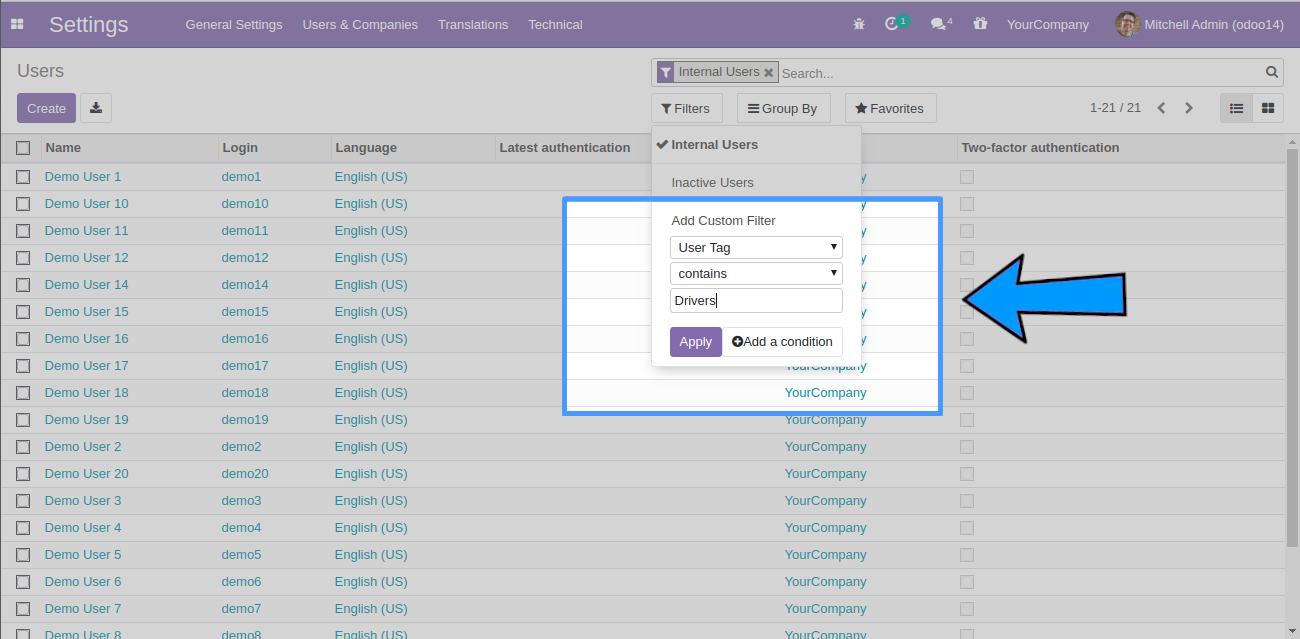 Settings General Settings Users & Companies Translations Technical 1 4 YourCompany Mitchell Admin (odoo14)
Users
Internal Users Search...
Create Filters Group By Favorites 1-21 / 21
Name Login Language Latest authentication Two-factor authentication
Internal Users
Inactive Users
Add Custom Filter
User Tag
contains
Drivers
Apply Add a condition
Demo User 1 demo1 English (US) y
Demo User 10 demo10 English (US) y
Demo User 11 demo11 English (US) y
Demo User 12 demo12 English (US) y
Demo User 14 demo14 English (US) y
Demo User 15 demo15 English (US) y
Demo User 16 demo16 English (US) y
Demo User 17 demo17 English (US) YourCompany
Demo User 18 demo18 English (US) YourCompany
Demo User 19 demo19 English (US) YourCompany
Demo User 2 demo2 English (US) YourCompany
Demo User 20 demo20 English (US) YourCompany
Demo User 3 demo3 English (US) YourCompany
Demo User 4 demo4 English (US) YourCompany
Demo User 5 demo5 English (US) YourCompany
Demo User 6 demo6 English (US) YourCompany
Demo User 7 demo7 English (US) YourCompany
Demo User 8 demo8 English (US) YourCompany